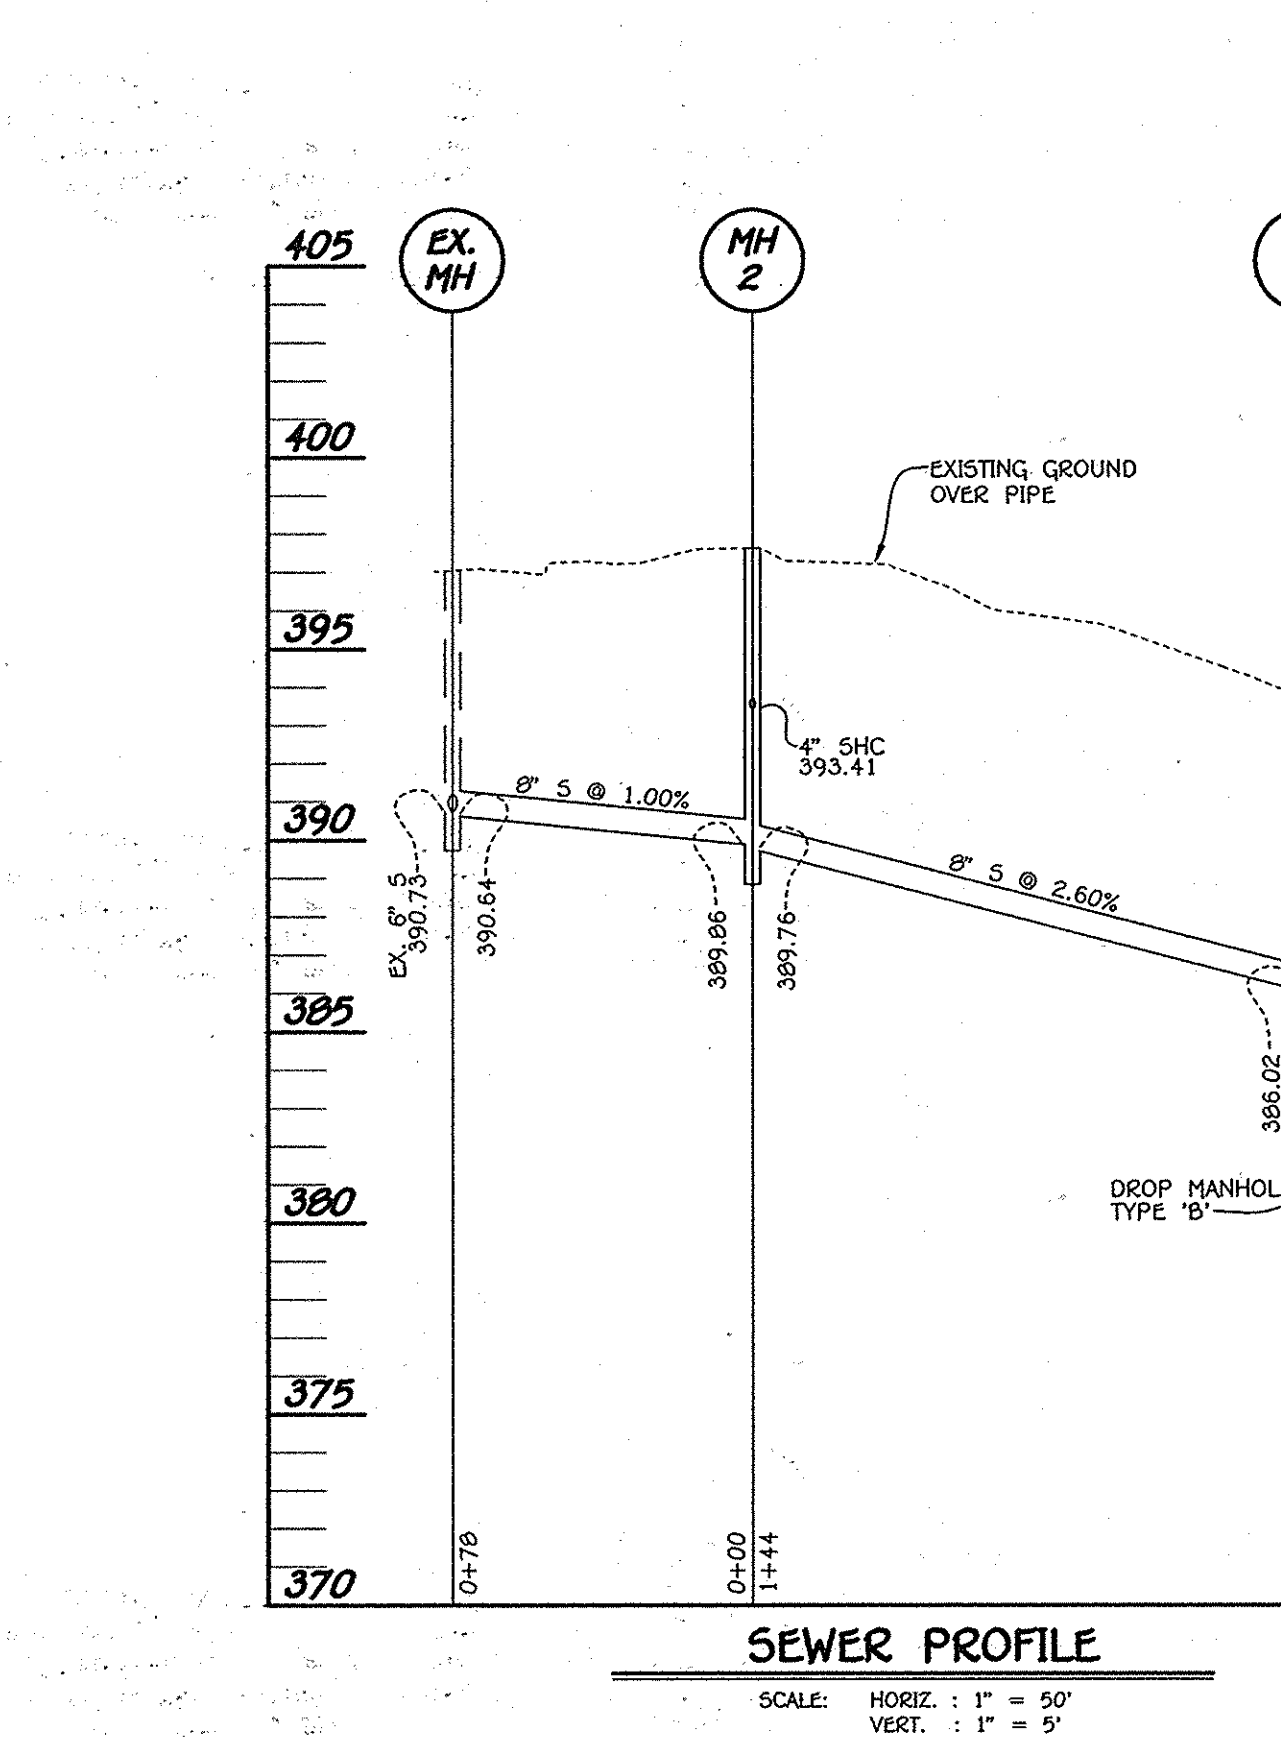 405
EX.
MH
MH
2
400
EXISTING GROUND
OVER PIPE
395
4" SHC
393.41
8" S @ 1.00%
390
8" S @ 2.60%
EX. 6" S
390.73
390.64
389.86
389.76
385
386.02
380
DROP MANHOL
TYPE 'B'
375
370
0+78
0+00
1+44
SEWER PROFILE
SCALE: HORIZ. : 1" = 50'
VERT. : 1" = 5'